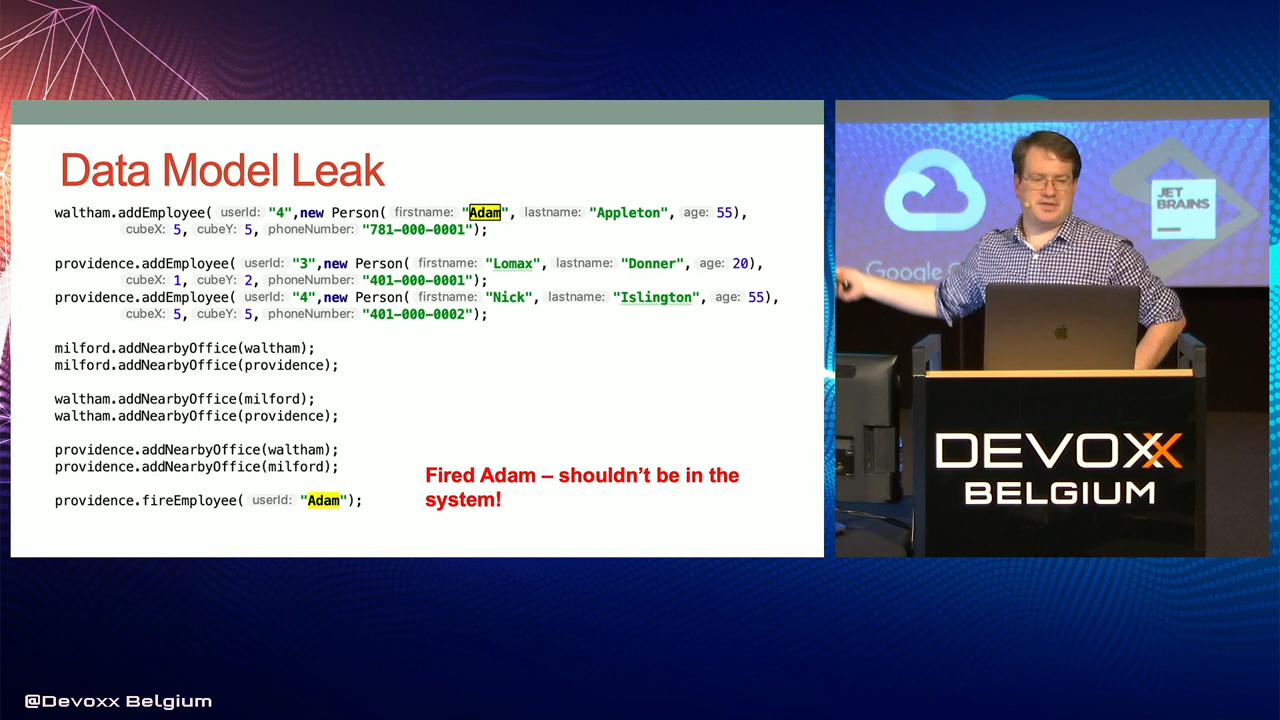 Data Model Leak
waltham.addEmployee( userId: "4",new Person( firstname: "Adam", lastname: "Appleton", age: 55),
cubeX: 5, cubeY: 5, phoneNumber: "781-000-0001");
providence.addEmployee( userId: "3",new Person( firstname: "Lomax", lastname: "Donner", age: 20),
cubeX: 1, cubeY: 2, phoneNumber: "401-000-0001");
providence.addEmployee( userId: "4",new Person( firstname: "Nick", lastname: "Islington", age: 55),
cubeX: 5, cubeY: 5, phoneNumber: "401-000-0002");
milford.addNearbyOffice(waltham);
milford.addNearbyOffice(providence);
waltham.addNearbyOffice(milford);
waltham.addNearbyOffice(providence);
providence.addNearbyOffice(waltham);
providence.addNearbyOffice(milford);
providence.fireEmployee( userId: "Adam");
Fired Adam – shouldn't be in the
system!
JET
BRAINS
Google
DEVOXX
BELGIUM
@Devoxx Belgium